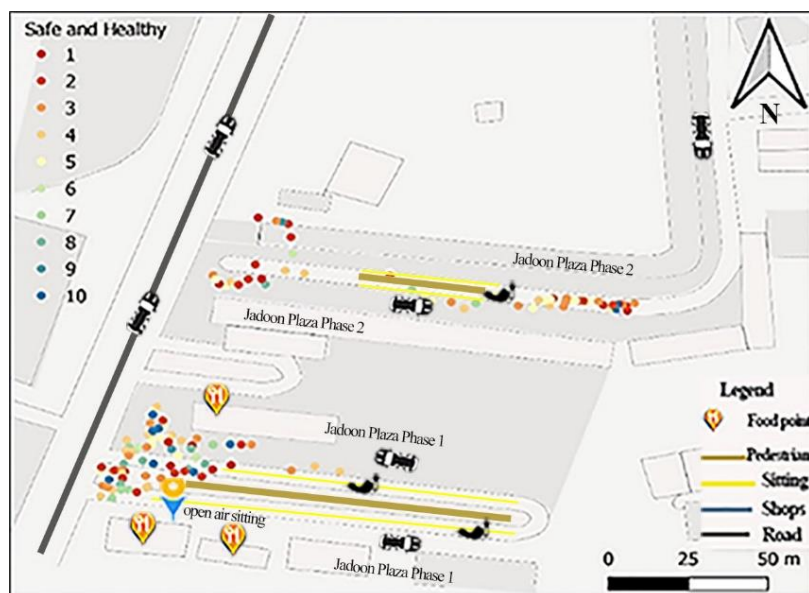 Safe and Healthy
1
2
3
4
5
6
7
8
9
10
N
Jadoon Plaza Phase 2
Jadoon Plaza Phase 2
Jadoon Plaza Phase 1
open air sitting
Jadoon Plaza Phase 1
Legend
Food point
Pedestrian
Sitting
Shops
Road
0 25 50 m